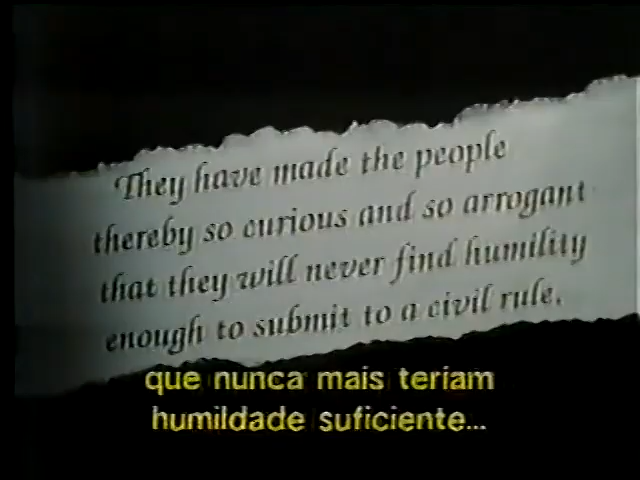 They have made the people
thereby so curious and so arrogant
that they will never find humility
enough to submit to a civil rule.
que nunca mais teriam
humildade suficiente...